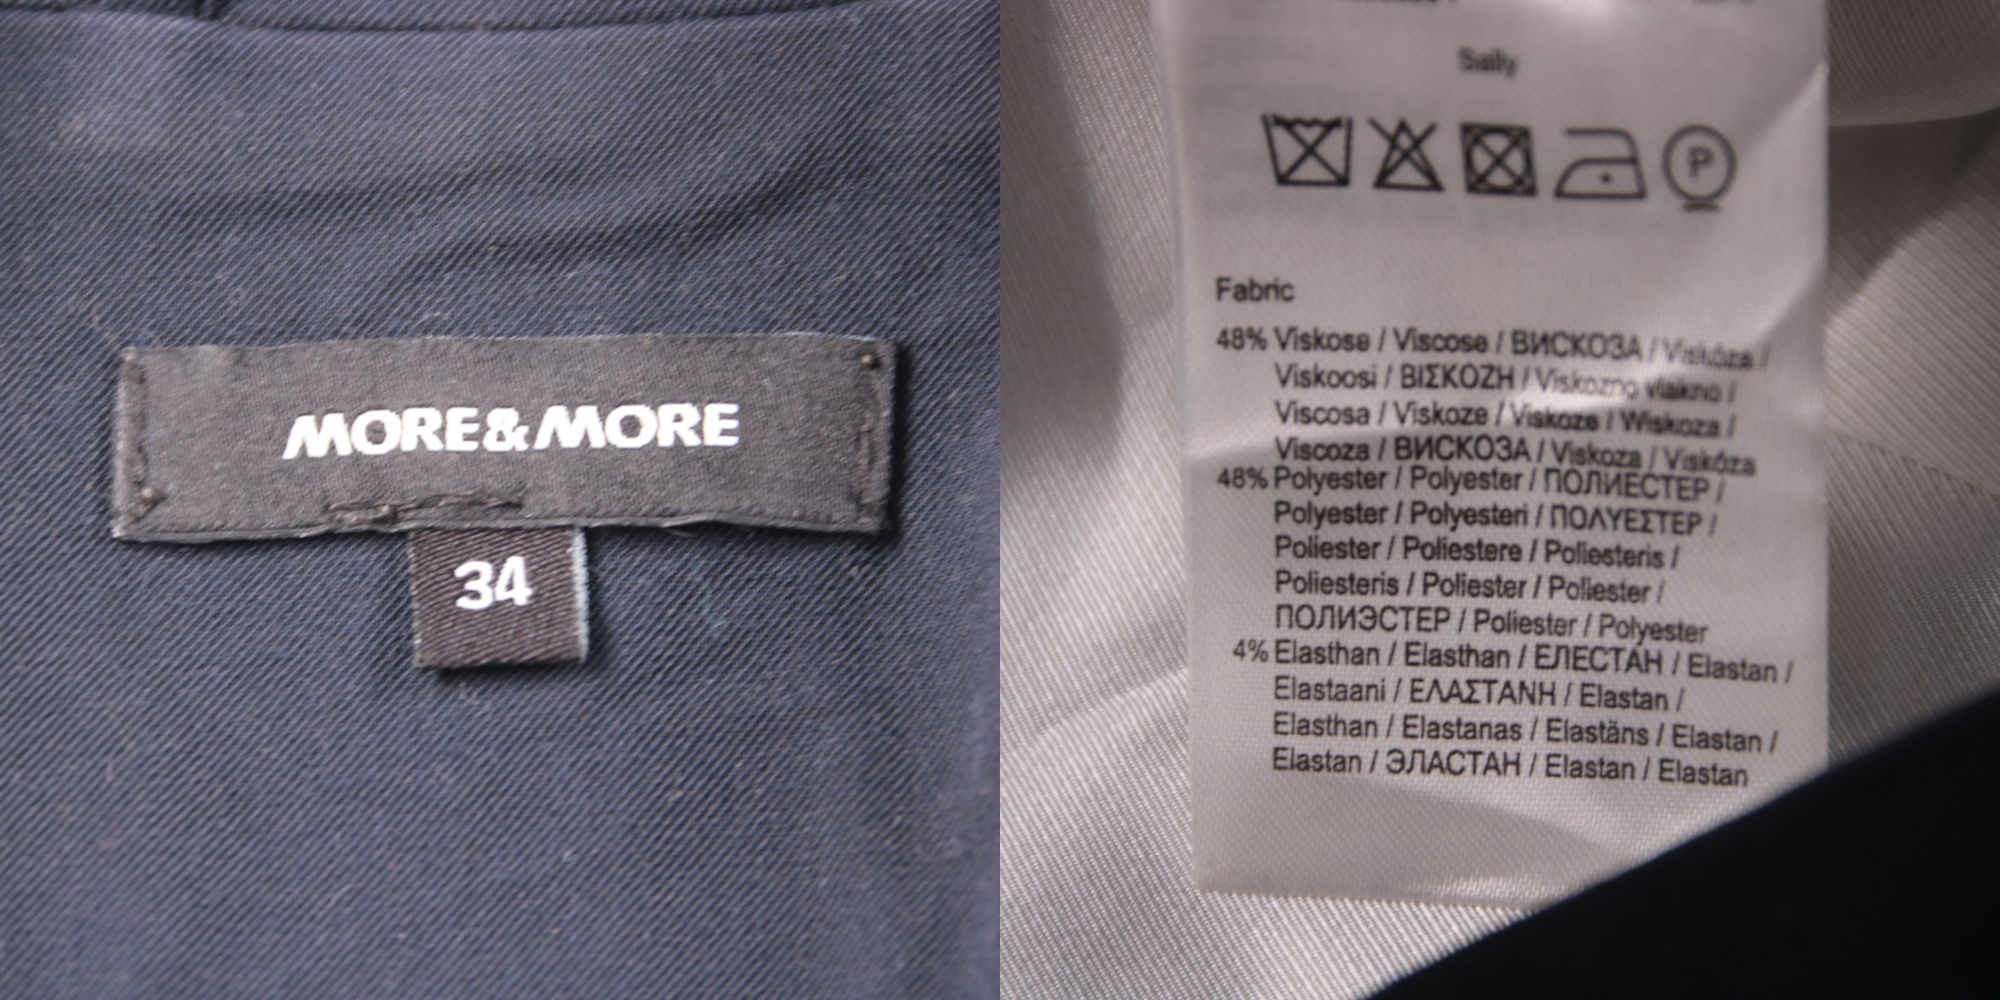 MORE&MORE
34
Sally
P
Fabric
48% Viskose / Viscose / ВИСКОЗА / Viskóza /
Viskoosi / ΒΙΣΚΟΖΗ / Viskozno vlakno /
Viscosa / Viskoze / Viskoze / Wiskoza /
Viscoza / ВИСКОЗА / Viskoza / Viskóza
48% Polyester / Polyester / ПОЛИЕСТЕР /
Polyester / Polyesteri / ΠΟΛΥΕΣΤΕΡ /
Poliester / Poliestere / Poliesteris /
Poliesteris / Poliester / Poliester /
ПОЛИЭСТЕР / Poliester / Polyester
4% Elasthan / Elasthan / ЕЛЕСТАН / Elastan /
Elastaani / ΕΛΑΣΤΑΝΗ / Elastan /
Elasthan / Elastanas / Elastāns / Elastan /
Elastan / ЭЛАСТАН / Elastan / Elastan